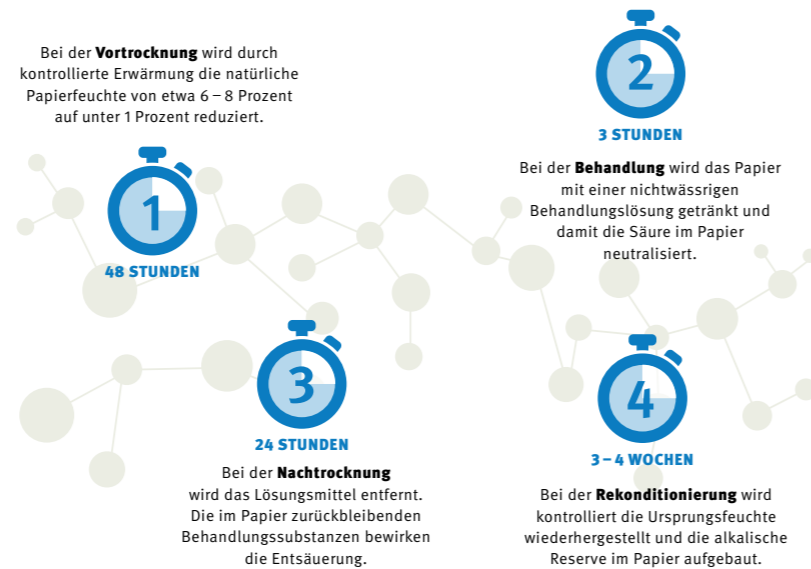 Bei der Vortrocknung wird durch
kontrollierte Erwärmung die natürliche
Papierfeuchte von etwa 6 – 8 Prozent
auf unter 1 Prozent reduziert.
1
48 STUNDEN
2
3 STUNDEN
Bei der Behandlung wird das Papier
mit einer nichtwässrigen
Behandlungslösung getränkt und
damit die Säure im Papier
neutralisiert.
3
24 STUNDEN
Bei der Nachtrocknung
wird das Lösungsmittel entfernt.
Die im Papier zurückbleibenden
Behandlungssubstanzen bewirken
die Entsäuerung.
4
3 – 4 WOCHEN
Bei der Rekonditionierung wird
kontrolliert die Ursprungsfeuchte
wiederhergestellt und die alkalische
Reserve im Papier aufgebaut.